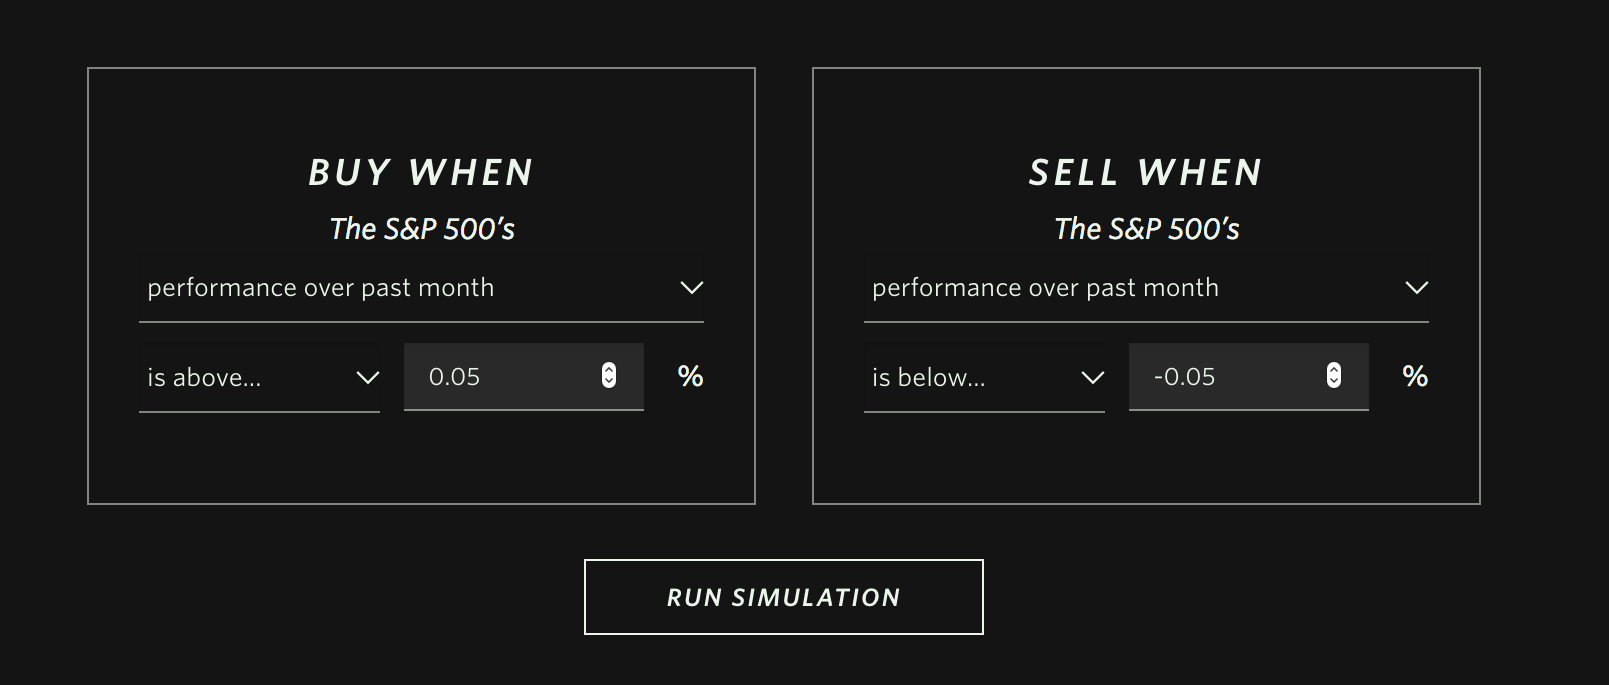 BUY WHEN
The S&P 500’s
performance over past month
is above...
0.05
%
SELL WHEN
The S&P 500’s
performance over past month
is below...
-0.05
%
RUN SIMULATION